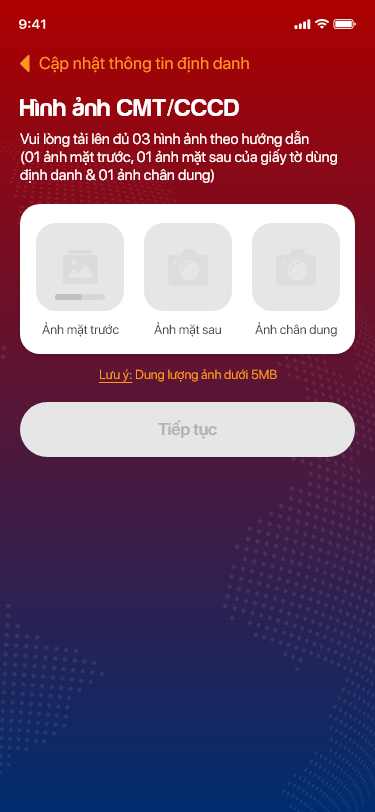 9:41
Cập nhật thông tin định danh
Hình ảnh CMT/CCCD
Vui lòng tải lên đủ 03 hình ảnh theo hướng dẫn
(01 ảnh mặt trước, 01 ảnh mặt sau của giấy tờ dùng
định danh & 01 ảnh chân dung)
Ảnh mặt trước
Ảnh mặt sau
Ảnh chân dung
Lưu ý: Dung lượng ảnh dưới 5MB
Tiếp tục